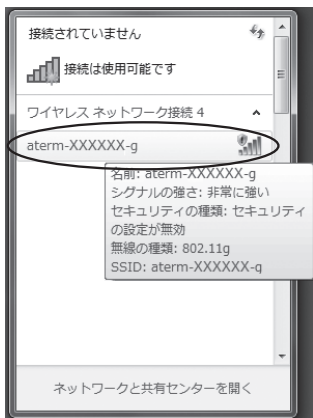 接続されていません
接続は使用可能です
ワイヤレス ネットワーク接続 4
aterm-XXXXXX-g
名前: aterm-XXXXXX-g
シグナルの強さ: 非常に強い
セキュリティの種類: セキュリティ
の設定が無効
無線の種類: 802.11g
SSID: aterm-XXXXXX-g
ネットワークと共有センターを開く